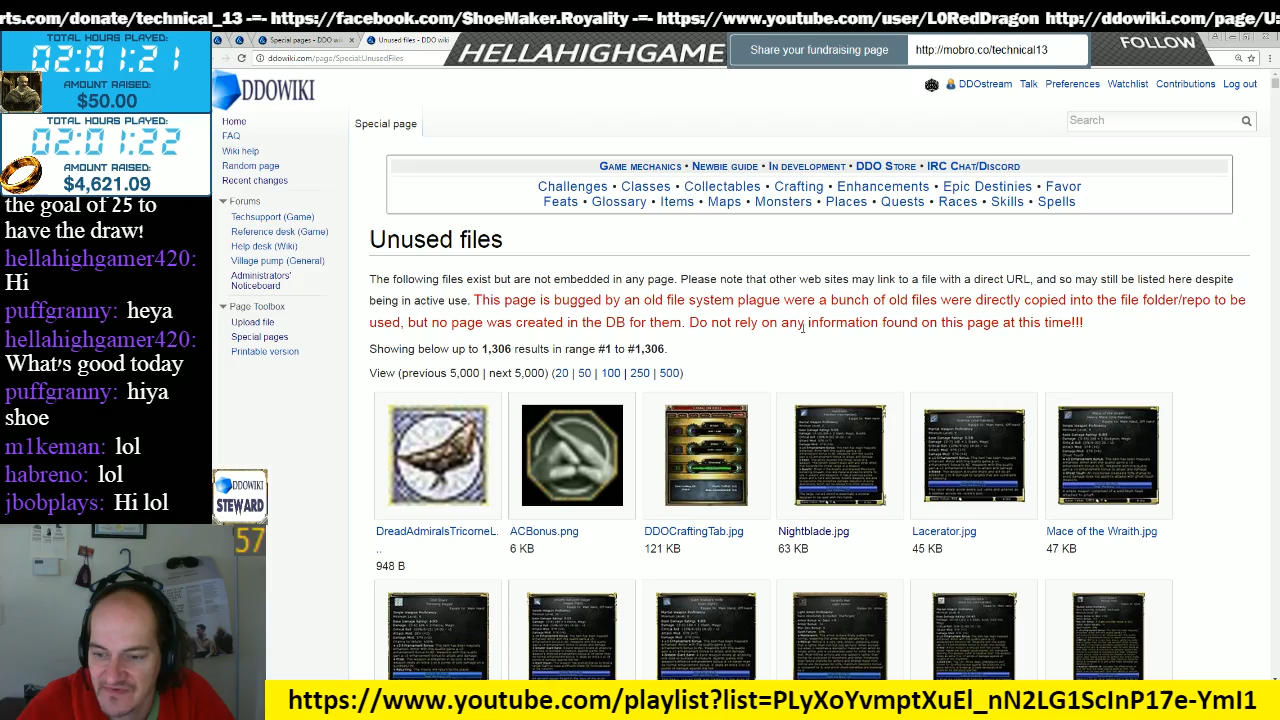 rts.com/donate/technical_13 -=- https://facebook.com/ShoeMaker.Royality -=- https://www.youtube.com/user/L0RedDragon http://ddowiki.com/page/Us
TOTAL HOURS PLAYED:
02:01:21
AMOUNT RAISED:
$50.00
TOTAL HOURS PLAYED:
02:01:22
AMOUNT RAISED:
$4,621.09
the goal of 25 to
have the draw!
hellahighgamer420:
Hi
puffgranny: heya
hellahighgamer420:
What's good today
puffgranny: hiya
shoe
m1keman: lol
habreno: lol
jbobplays: Hi lol
Special pages - DDO wi
Unused files - DDO wiki
HELLAHIGHGAME
Share your fundraising page
http://mobro.co/technical13
FOLLOW
ddowiki.com/page/Special:UnusedFiles
DDOWIKI
DDOstream Talk Preferences Watchlist Contributions Log out
Special page
Search
Home
FAQ
Wiki help
Random page
Recent changes
Forums
Techsupport (Game)
Reference desk (Game)
Help desk (Wiki)
Village pump (General)
Administrators'
Noticeboard
Page Toolbox
Upload file
Special pages
Printable version
Game mechanics • Newbie guide • In development • DDO Store • IRC Chat/Discord
Challenges • Classes • Collectables • Crafting • Enhancements • Epic Destinies • Favor
Feats • Glossary • Items • Maps • Monsters • Places • Quests • Races • Skills • Spells
Unused files
The following files exist but are not embedded in any page. Please note that other web sites may link to a file with a direct URL, and so may still be listed here despite
being in active use. This page is bugged by an old file system plague were a bunch of old files were directly copied into the file folder/repo to be
used, but no page was created in the DB for them. Do not rely on any information found on this page at this time!!!
Showing below up to 1,306 results in range #1 to #1,306.
View (previous 5,000 | next 5,000) (20 | 50 | 100 | 250 | 500)
DreadAdmiralsTricorneL.
..
948 B
ACBonus.png
6 KB
DDOCraftingTab.jpg
121 KB
Nightblade.jpg
63 KB
Lacerator.jpg
45 KB
Mace of the Wraith.jpg
47 KB
DDOWIKI
STEWARD
57
https://www.youtube.com/playlist?list=PLyXoYvmptXuEl_nN2LG1ScInP17e-YmI1